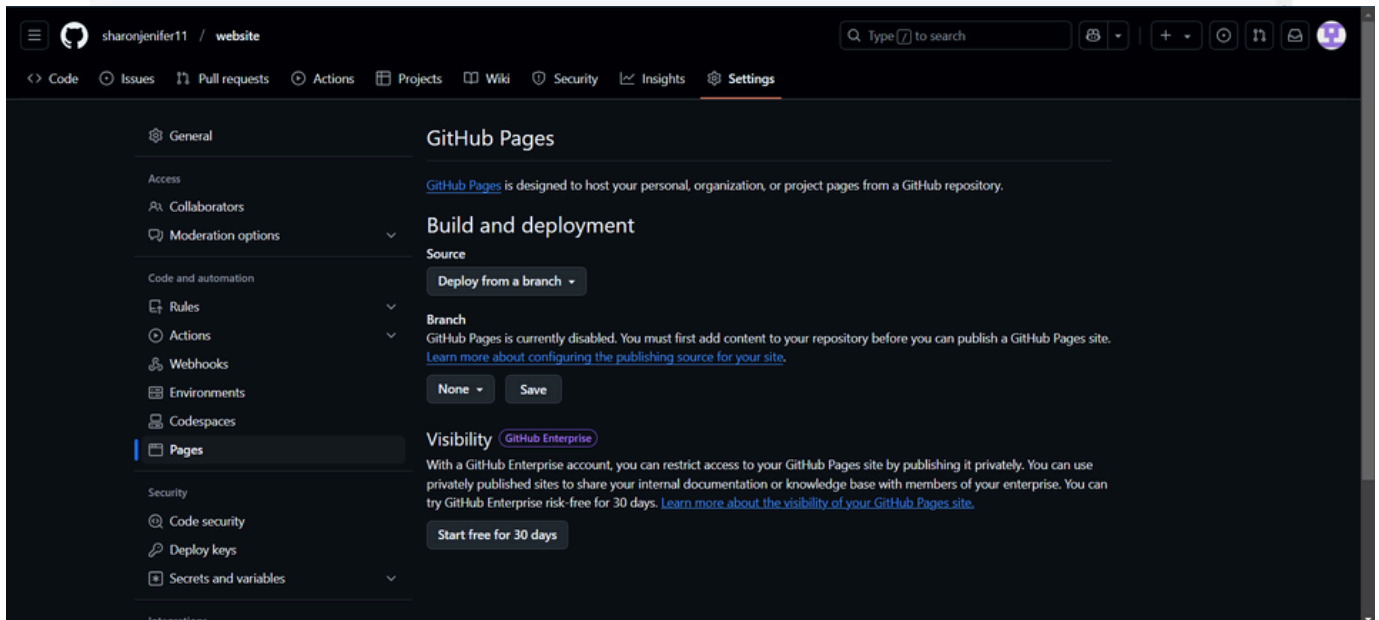 sharonjenifer11 / website
Type / to search
Code Issues Pull requests Actions Projects Wiki Security Insights Settings
General
Access
Collaborators
Moderation options
Code and automation
Rules
Actions
Webhooks
Environments
Codespaces
Pages
Security
Code security
Deploy keys
Secrets and variables
GitHub Pages
GitHub Pages is designed to host your personal, organization, or project pages from a GitHub repository.
Build and deployment
Source
Deploy from a branch
Branch
GitHub Pages is currently disabled. You must first add content to your repository before you can publish a GitHub Pages site.
Learn more about configuring the publishing source for your site.
None Save
Visibility GitHub Enterprise
With a GitHub Enterprise account, you can restrict access to your GitHub Pages site by publishing it privately. You can use
privately published sites to share your internal documentation or knowledge base with members of your enterprise. You can
try GitHub Enterprise risk-free for 30 days. Learn more about the visibility of your GitHub Pages site.
Start free for 30 days